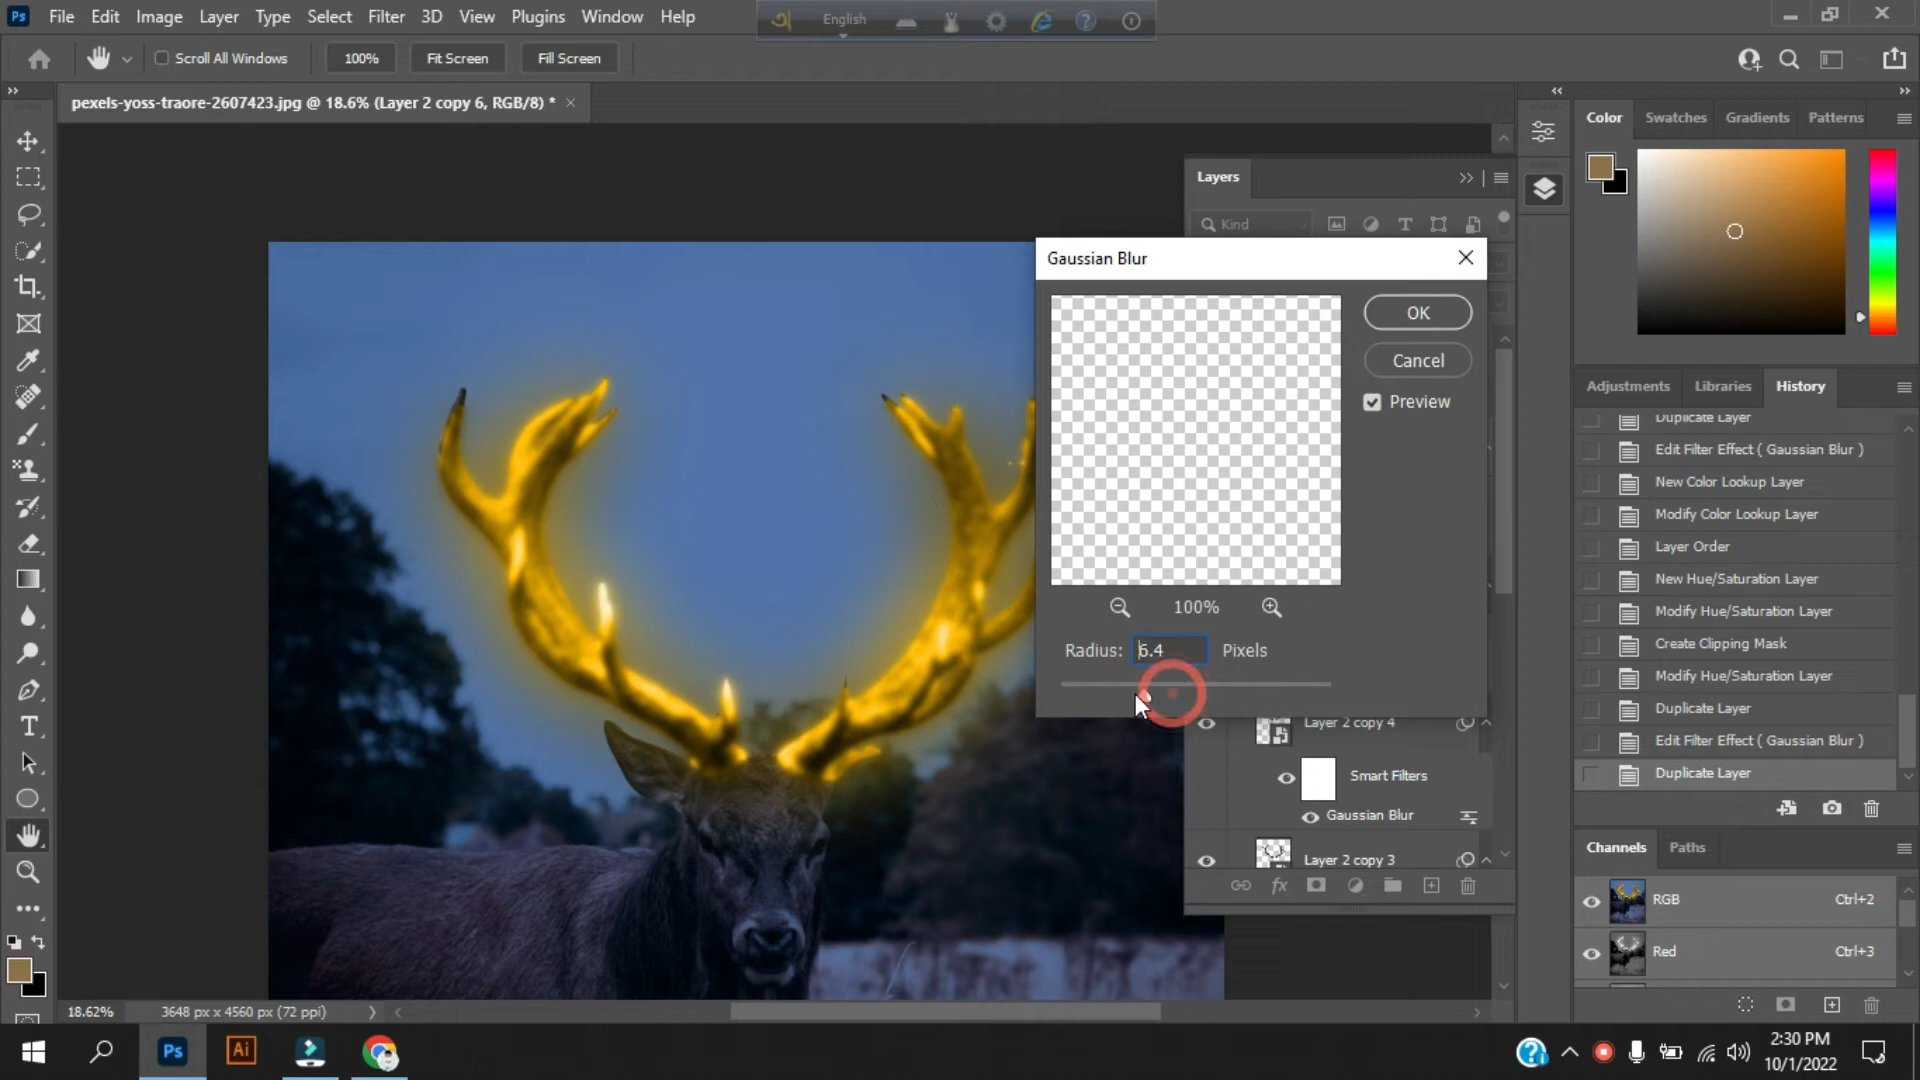 Ps File Edit Image Layer Type Select Filter 3D View Plugins Window Help
English
Scroll All Windows 100% Fit Screen Fill Screen
pexels-yoss-traore-2607423.jpg @ 18.6% (Layer 2 copy 6, RGB/8) *
Color Swatches Gradients Patterns
Layers
Kind
Gaussian Blur
OK
Cancel
Preview
100%
Radius: 6.4 Pixels
Layer 2 copy 4
Smart Filters
Gaussian Blur
Layer 2 copy 3
fx
Adjustments Libraries History
Duplicate Layer
Edit Filter Effect ( Gaussian Blur )
New Color Lookup Layer
Modify Color Lookup Layer
Layer Order
New Hue/Saturation Layer
Modify Hue/Saturation Layer
Create Clipping Mask
Modify Hue/Saturation Layer
Duplicate Layer
Edit Filter Effect ( Gaussian Blur )
Duplicate Layer
Channels Paths
RGB Ctrl+2
Red Ctrl+3
18.62% 3648 px x 4560 px (72 ppi)
Ps Ai
2:30 PM
10/1/2022